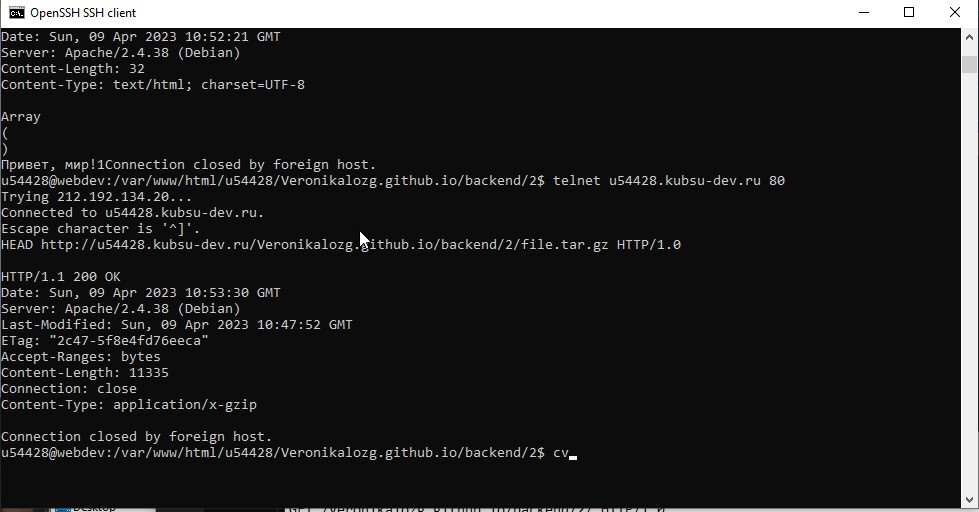 OpenSSH SSH client
Date: Sun, 09 Apr 2023 10:52:21 GMT
Server: Apache/2.4.38 (Debian)
Content-Length: 32
Content-Type: text/html; charset=UTF-8
Array
(
)
Привет, мир!1Connection closed by foreign host.
u54428@webdev:/var/www/html/u54428/Veronikalozg.github.io/backend/2$ telnet u54428.kubsu-dev.ru 80
Trying 212.192.134.20...
Connected to u54428.kubsu-dev.ru.
Escape character is '^]'.
HEAD http://u54428.kubsu-dev.ru/Veronikalozg.github.io/backend/2/file.tar.gz HTTP/1.0
HTTP/1.1 200 OK
Date: Sun, 09 Apr 2023 10:53:30 GMT
Server: Apache/2.4.38 (Debian)
Last-Modified: Sun, 09 Apr 2023 10:47:52 GMT
ETag: "2c47-5f8e4fd76eeca"
Accept-Ranges: bytes
Content-Length: 11335
Connection: close
Content-Type: application/x-gzip
Connection closed by foreign host.
u54428@webdev:/var/www/html/u54428/Veronikalozg.github.io/backend/2$ cv
Desktop